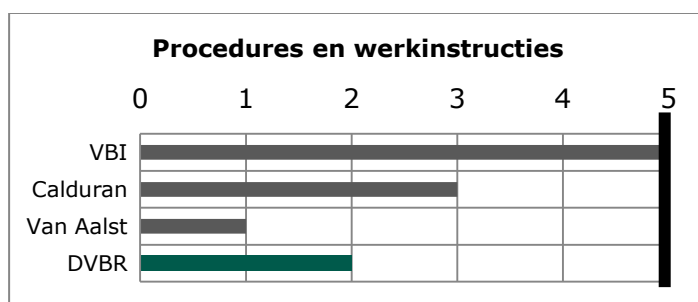 Procedures en werkinstructies
0 1 2 3 4 5
VBI
Calduran
Van Aalst
DVBR